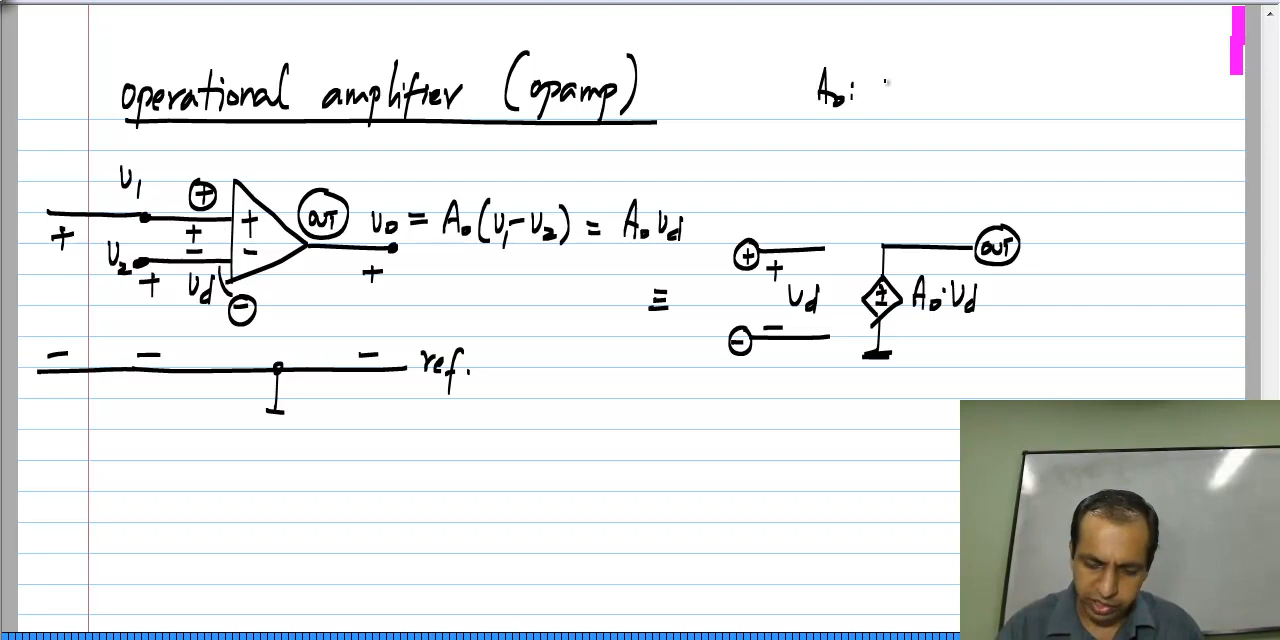 operational amplifier (opamp)
A₀:
v₁ ⊕ + OUT v₀ = A₀(v₁-v₂) = A₀ v_d
+ +
v₂ - - +
+ v_d ⊖
≡ ⊕ + v_d - ⊖ ± A₀·v_d OUT
- - - ref.